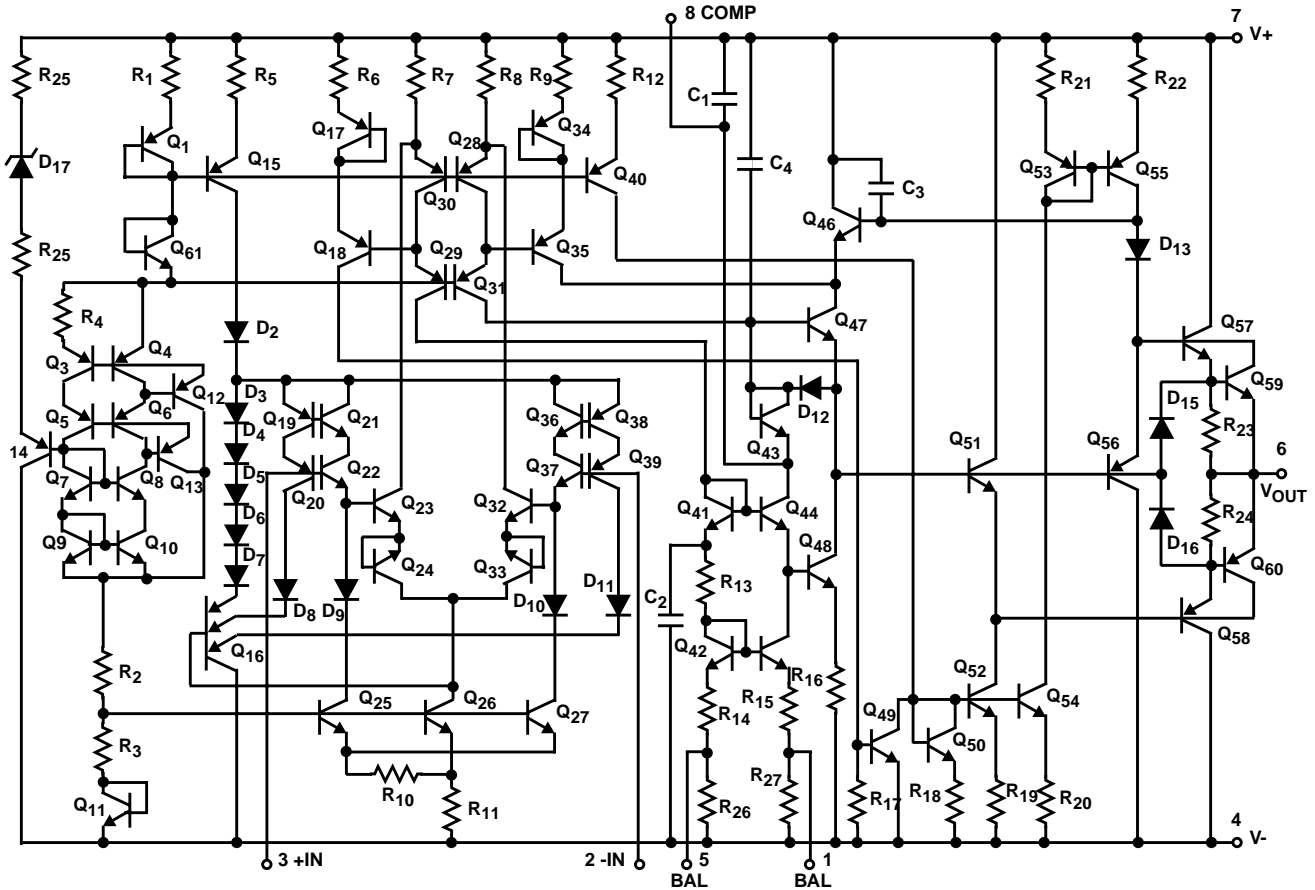 8 COMP
7
V+
R25
R1
R5
R6
R7
R8
R9
R12
C1
R21
R22
Q17
Q28
Q34
Q1
D17
Q15
C4
C3
Q53
Q55
Q30
Q40
R25
Q61
Q18
Q29
Q35
Q46
D13
Q31
R4
D2
Q47
Q57
Q3
Q4
Q12
D3
Q19
Q21
Q36
Q38
D12
Q59
Q5
Q6
D4
D15
R23
14
Q43
Q51
Q56
6
Q7
Q8
Q13
D5
Q22
Q37
Q39
Q20
VOUT
D6
Q23
Q32
Q41
Q44
R24
Q9
Q10
D7
Q24
Q33
Q48
D16
Q60
D8
D9
D10
D11
C2
R13
Q16
Q42
Q58
R2
R16
Q52
Q25
Q26
Q27
R14
R15
Q49
Q54
R3
Q50
Q11
R10
R11
R26
R27
R17
R18
R19
R20
4
V-
3 +IN
2 -IN
5
1
BAL
BAL